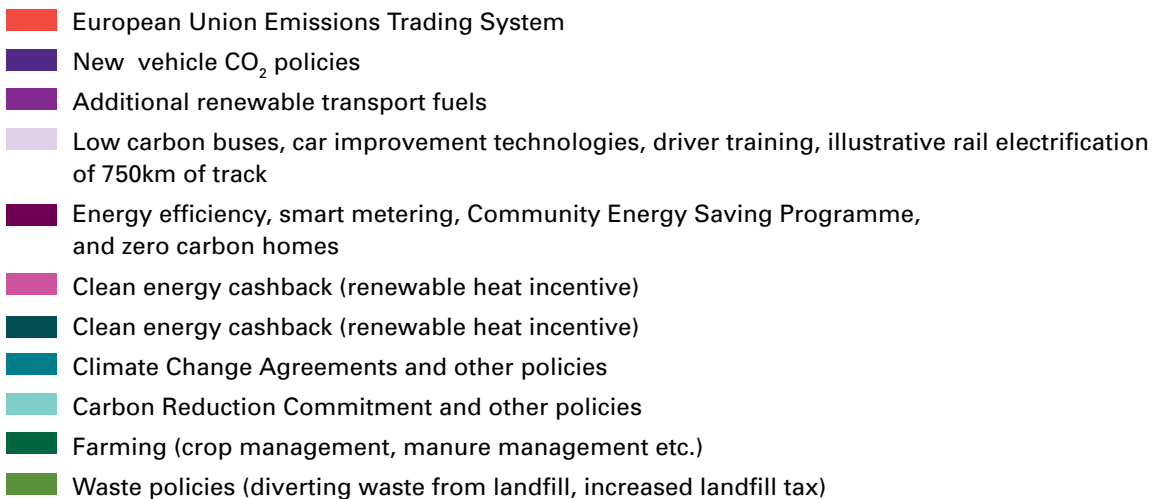 European Union Emissions Trading System
New vehicle CO₂ policies
Additional renewable transport fuels
Low carbon buses, car improvement technologies, driver training, illustrative rail electrification
of 750km of track
Energy efficiency, smart metering, Community Energy Saving Programme,
and zero carbon homes
Clean energy cashback (renewable heat incentive)
Clean energy cashback (renewable heat incentive)
Climate Change Agreements and other policies
Carbon Reduction Commitment and other policies
Farming (crop management, manure management etc.)
Waste policies (diverting waste from landfill, increased landfill tax)